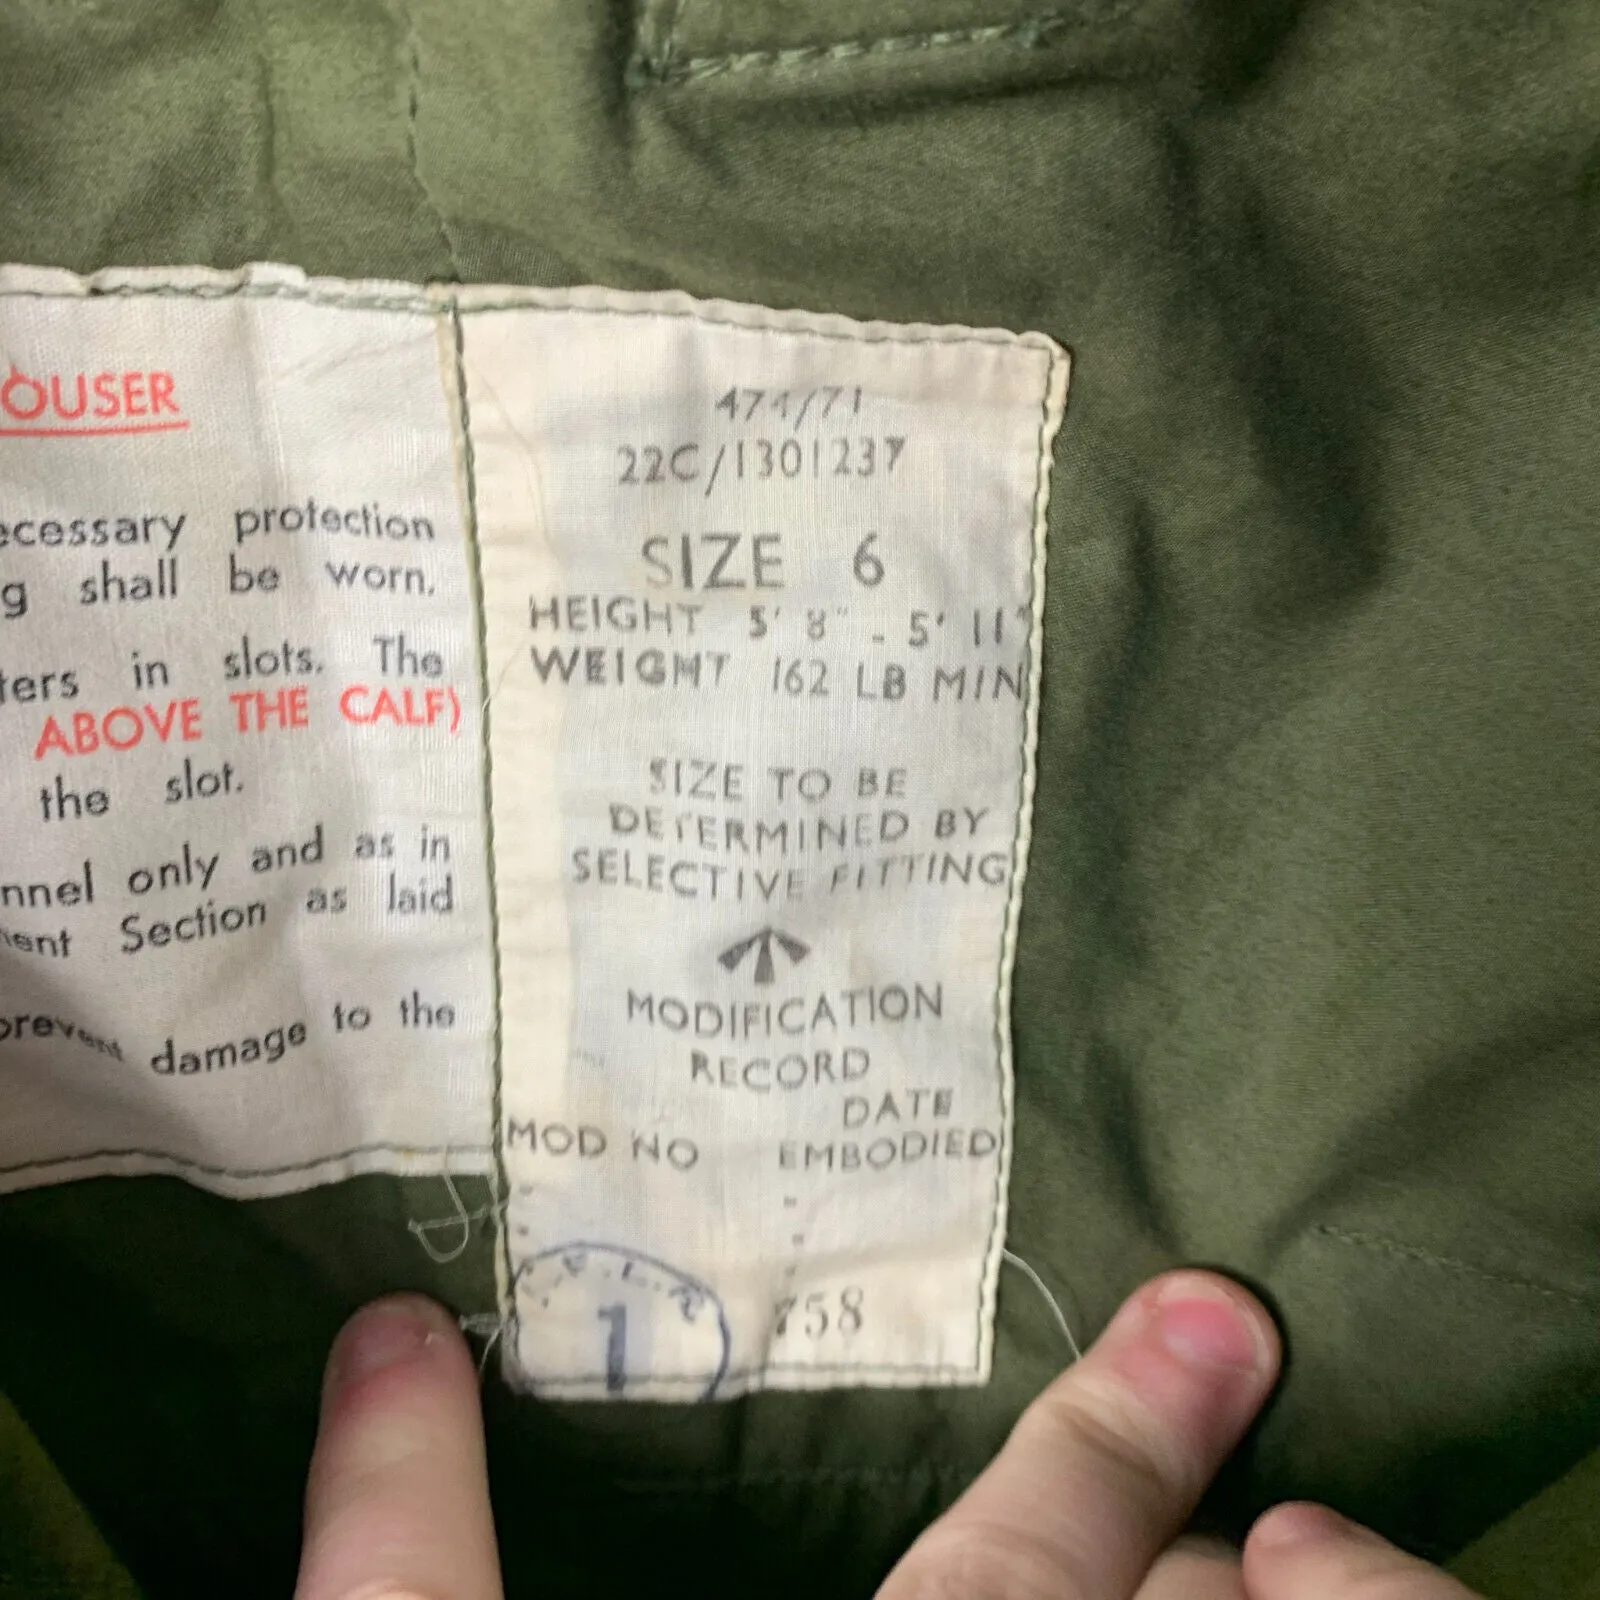 OUSER
ecessary protection
g shall be worn.
ters in slots. The
ABOVE THE CALF)
the slot.
nnel only and as in
ent Section as laid
prevent damage to the
474/71
22C/1301237
SIZE 6
HEIGHT 5' 8" - 5' 11"
WEIGHT 162 LB MIN
SIZE TO BE
DETERMINED BY
SELECTIVE FITTING
MODIFICATION
RECORD
DATE
MOD NO EMBODIED
1
758